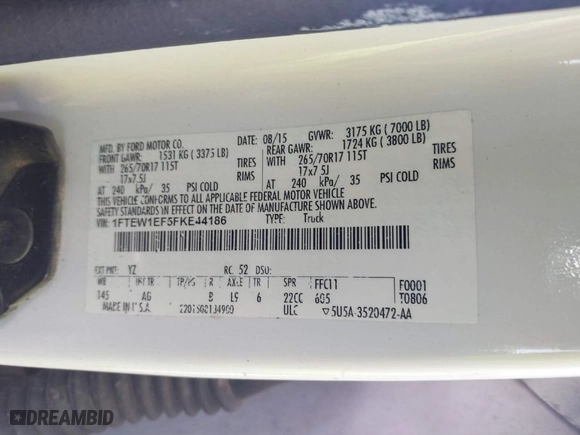 MFD. BY FORD MOTOR CO.
08/15 GVWR: 3175 KG (7000 LB)
FRONT GAWR: 1531 KG (3375 LB) REAR GAWR: 1724 KG (3800 LB)
WITH 265/70R17 115T TIRES WITH 265/70R17 115T TIRES
17x7.5J 17x7.5J
AT 240 kPa/ 35 PSI COLD AT 240 kPa/ 35 PSI COLD
THIS VEHICLE CONFORMS TO ALL APPLICABLE FEDERAL MOTOR VEHICLE
SAFETY STANDARDS IN EFFECT ON THE DATE OF MANUFACTURE SHOWN ABOVE.
VIN: 1FTEW1EF5FKE44186 TYPE: Truck
EXT PNT: YZ RC: 52 DSO:
WB INT TR TP/PS R AXLE TR SPR FFC11 F0001
145 AG B L9 6 22CC 605 T0806
MADE IN U.S.A. ULC 5U5A-3520472-AA
DREAMBID